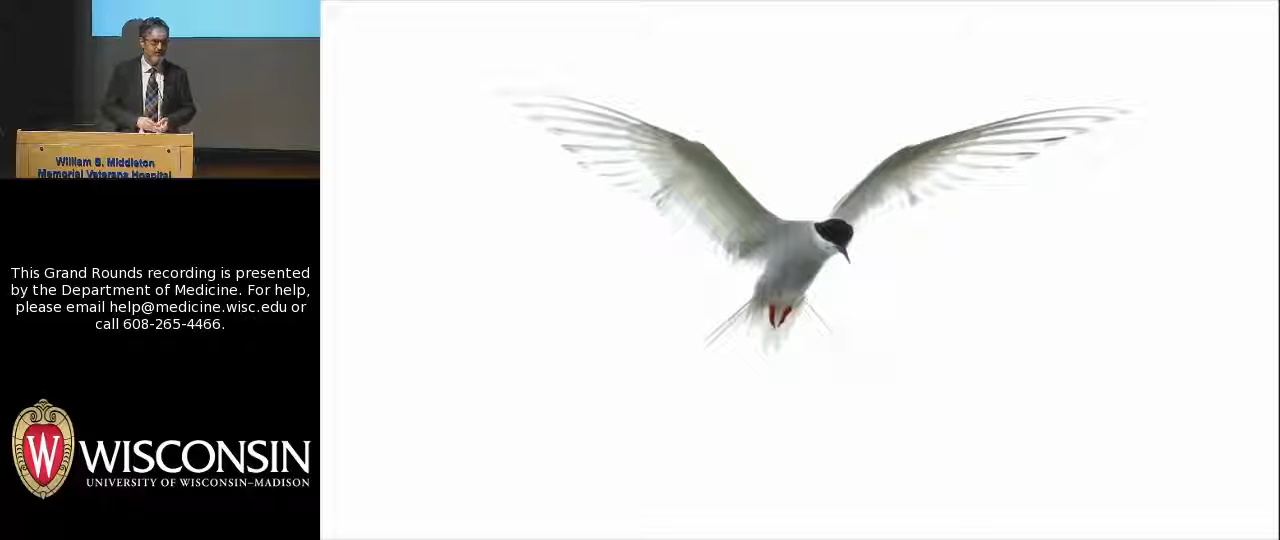 William S. Middleton
Memorial Veterans Hospital
This Grand Rounds recording is presented
by the Department of Medicine. For help,
please email help@medicine.wisc.edu or
call 608-265-4466.
W
WISCONSIN
UNIVERSITY OF WISCONSIN–MADISON